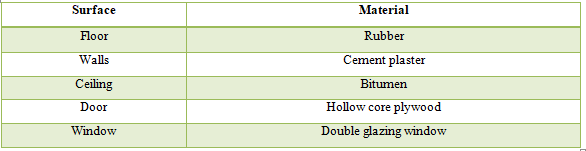 Surface Material
Floor Rubber
Walls Cement plaster
Ceiling Bitumen
Door Hollow core plywood
Window Double glazing window